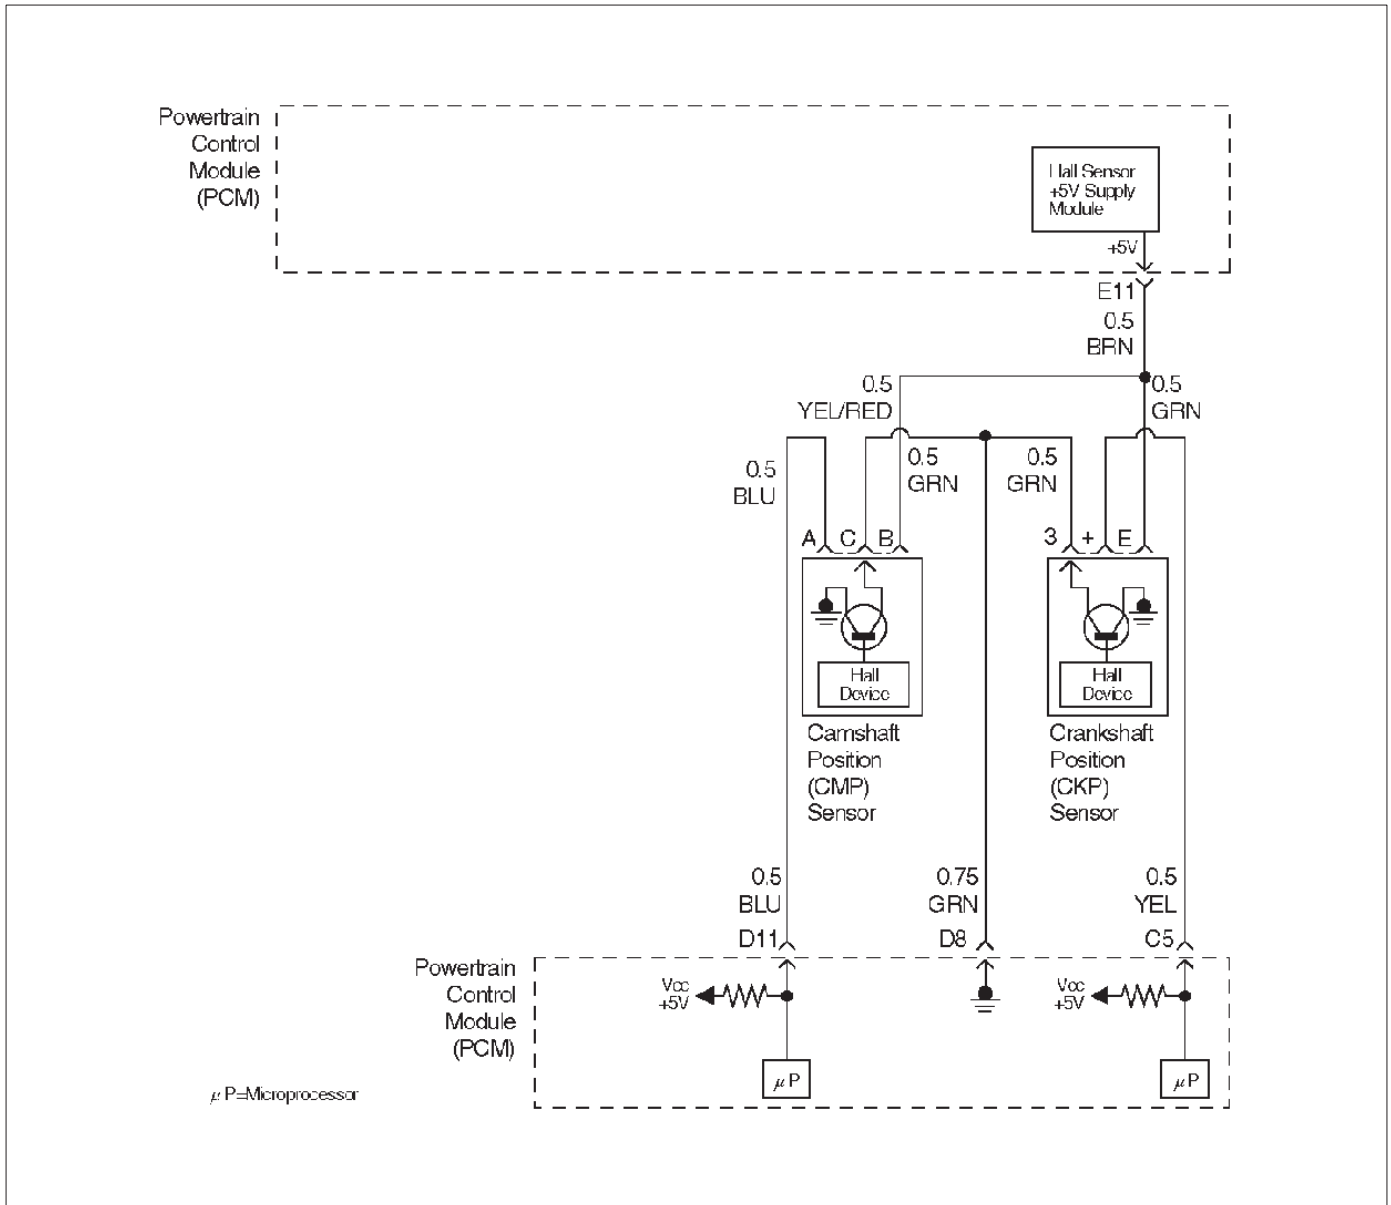 Powertrain
Control
Module
(PCM)
Hall Sensor
+5V Supply
Module
+5V
E11
0.5
BRN
0.5
YEL/RED
0.5
GRN
0.5
BLU
0.5
GRN
0.5
GRN
A C B
3 + E
Hall
Device
Hall
Device
Camshaft
Position
(CMP)
Sensor
Crankshaft
Position
(CKP)
Sensor
0.5
BLU
D11
0.75
GRN
D8
0.5
YEL
C5
Powertrain
Control
Module
(PCM)
Vcc
+5V
Vcc
+5V
μ P
μ P
μ P=Microprocessor